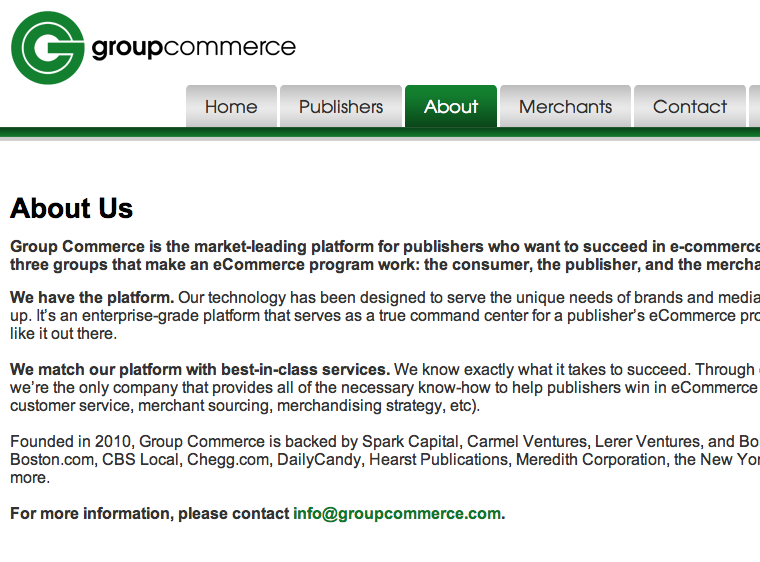 groupcommerce
Home Publishers About Merchants Contact
About Us
Group Commerce is the market-leading platform for publishers who want to succeed in e-commerce
three groups that make an eCommerce program work: the consumer, the publisher, and the mercha
We have the platform. Our technology has been designed to serve the unique needs of brands and media
up. It's an enterprise-grade platform that serves as a true command center for a publisher's eCommerce pro
like it out there.
We match our platform with best-in-class services. We know exactly what it takes to succeed. Through
we're the only company that provides all of the necessary know-how to help publishers win in eCommerce
customer service, merchant sourcing, merchandising strategy, etc).
Founded in 2010, Group Commerce is backed by Spark Capital, Carmel Ventures, Lerer Ventures, and Bo
Boston.com, CBS Local, Chegg.com, DailyCandy, Hearst Publications, Meredith Corporation, the New Yor
more.
For more information, please contact info@groupcommerce.com.